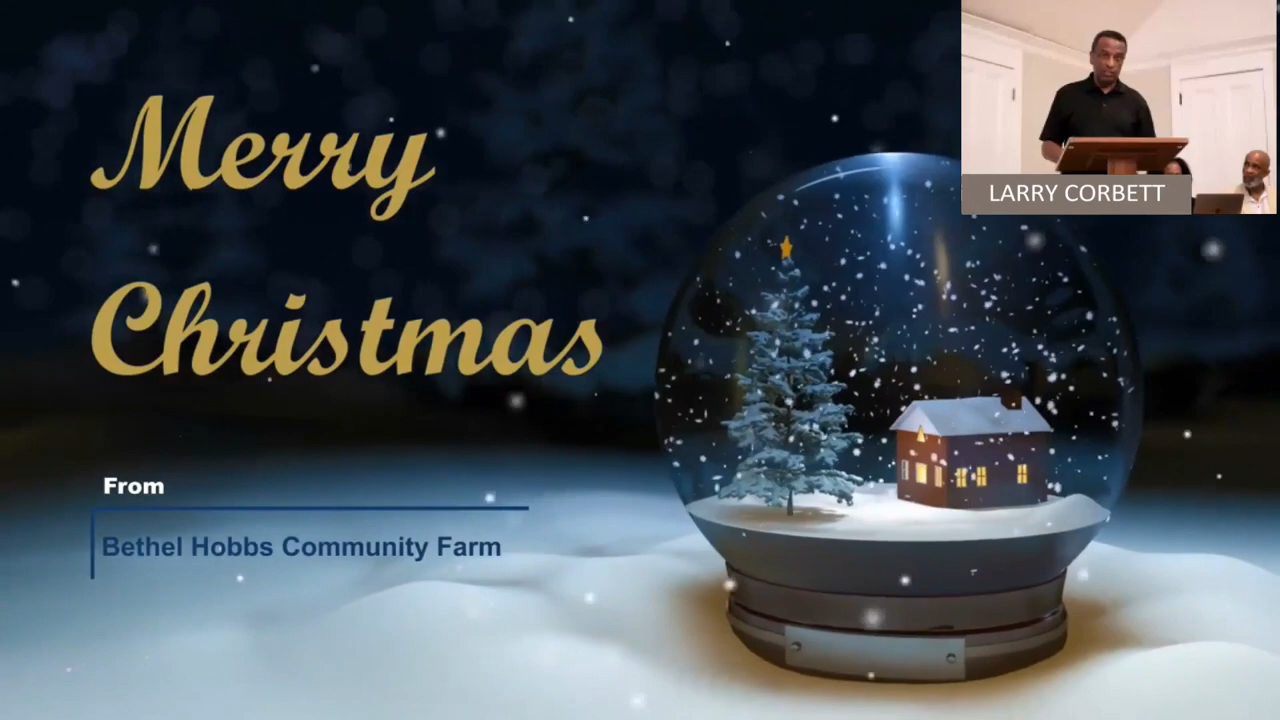 Merry
Christmas
From
Bethel Hobbs Community Farm
LARRY CORBETT